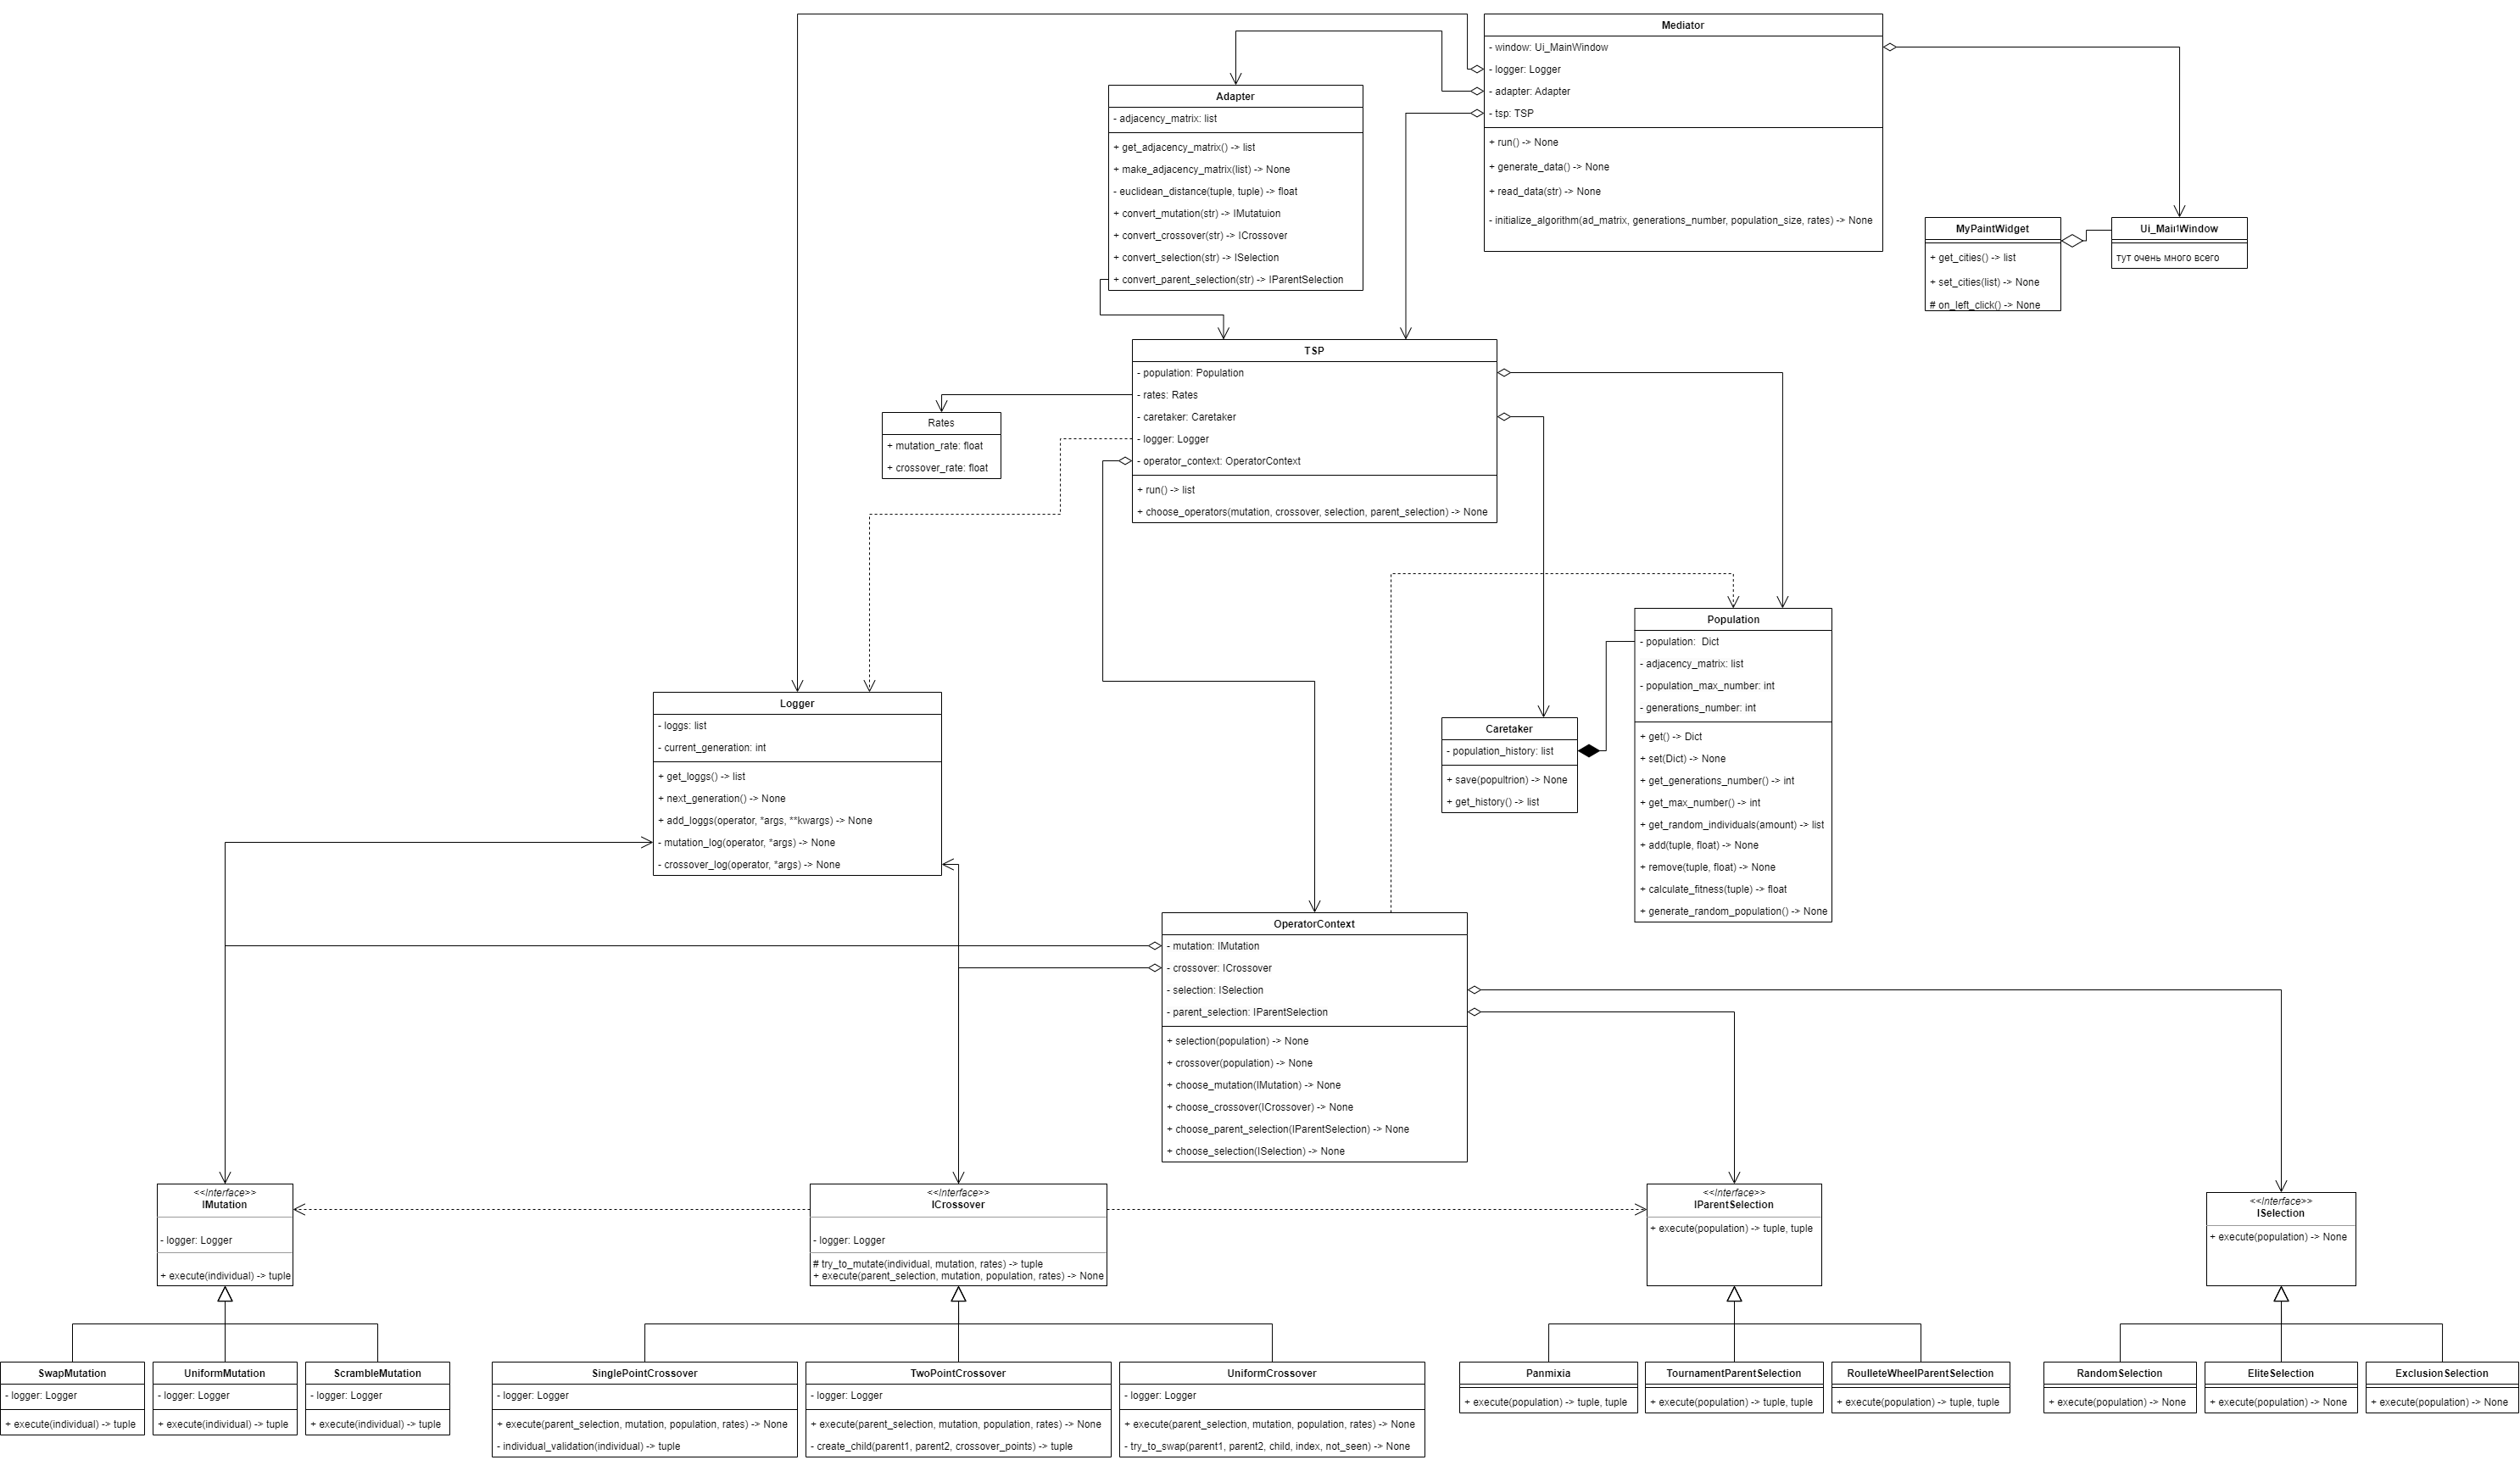 Mediator
- window: Ui_MainWindow
- logger: Logger
- adapter: Adapter
- tsp: TSP
+ run() -> None
+ generate_data() -> None
+ read_data(str) -> None
- initialize_algorithm(ad_matrix, generations_number, population_size, rates) -> None
Adapter
- adjacency_matrix: list
+ get_adjacency_matrix() -> list
+ make_adjacency_matrix(list) -> None
- euclidean_distance(tuple, tuple) -> float
+ convert_mutation(str) -> IMutatuion
+ convert_crossover(str) -> ICrossover
+ convert_selection(str) -> ISelection
+ convert_parent_selection(str) -> IParentSelection
MyPaintWidget
+ get_cities() -> list
+ set_cities(list) -> None
# on_left_click() -> None
Ui_MainWindow
тут очень много всего
TSP
- population: Population
- rates: Rates
- caretaker: Caretaker
- logger: Logger
- operator_context: OperatorContext
+ run() -> list
+ choose_operators(mutation, crossover, selection, parent_selection) -> None
Rates
+ mutation_rate: float
+ crossover_rate: float
Population
- population:  Dict
- adjacency_matrix: list
- population_max_number: int
- generations_number: int
+ get() -> Dict
+ set(Dict) -> None
+ get_generations_number() -> int
+ get_max_number() -> int
+ get_random_individuals(amount) -> list
+ add(tuple, float) -> None
+ remove(tuple, float) -> None
+ calculate_fitness(tuple) -> float
+ generate_random_population() -> None
Logger
- loggs: list
- current_generation: int
+ get_loggs() -> list
+ next_generation() -> None
+ add_loggs(operator, *args, **kwargs) -> None
- mutation_log(operator, *args) -> None
- crossover_log(operator, *args) -> None
Caretaker
- population_history: list
+ save(popultrion) -> None
+ get_history() -> list
OperatorContext
- mutation: IMutation
- crossover: ICrossover
- selection: ISelection
- parent_selection: IParentSelection
+ selection(population) -> None
+ crossover(population) -> None
+ choose_mutation(IMutation) -> None
+ choose_crossover(ICrossover) -> None
+ choose_parent_selection(IParentSelection) -> None
+ choose_selection(ISelection) -> None
<<Interface>>
IMutation
- logger: Logger
+ execute(individual) -> tuple
<<Interface>>
ICrossover
- logger: Logger
# try_to_mutate(individual, mutation, rates) -> tuple
+ execute(parent_selection, mutation, population, rates) -> None
<<Interface>>
IParentSelection
+ execute(population) -> tuple, tuple
<<Interface>>
ISelection
+ execute(population) -> None
SwapMutation
- logger: Logger
+ execute(individual) -> tuple
UniformMutation
- logger: Logger
+ execute(individual) -> tuple
ScrambleMutation
- logger: Logger
+ execute(individual) -> tuple
SinglePointCrossover
- logger: Logger
+ execute(parent_selection, mutation, population, rates) -> None
- individual_validation(individual) -> tuple
TwoPointCrossover
- logger: Logger
+ execute(parent_selection, mutation, population, rates) -> None
- create_child(parent1, parent2, crossover_points) -> tuple
UniformCrossover
- logger: Logger
+ execute(parent_selection, mutation, population, rates) -> None
- try_to_swap(parent1, parent2, child, index, not_seen) -> None
Panmixia
+ execute(population) -> tuple, tuple
TournamentParentSelection
+ execute(population) -> tuple, tuple
RoulleteWheelParentSelection
+ execute(population) -> tuple, tuple
RandomSelection
+ execute(population) -> None
EliteSelection
+ execute(population) -> None
ExclusionSelection
+ execute(population) -> None